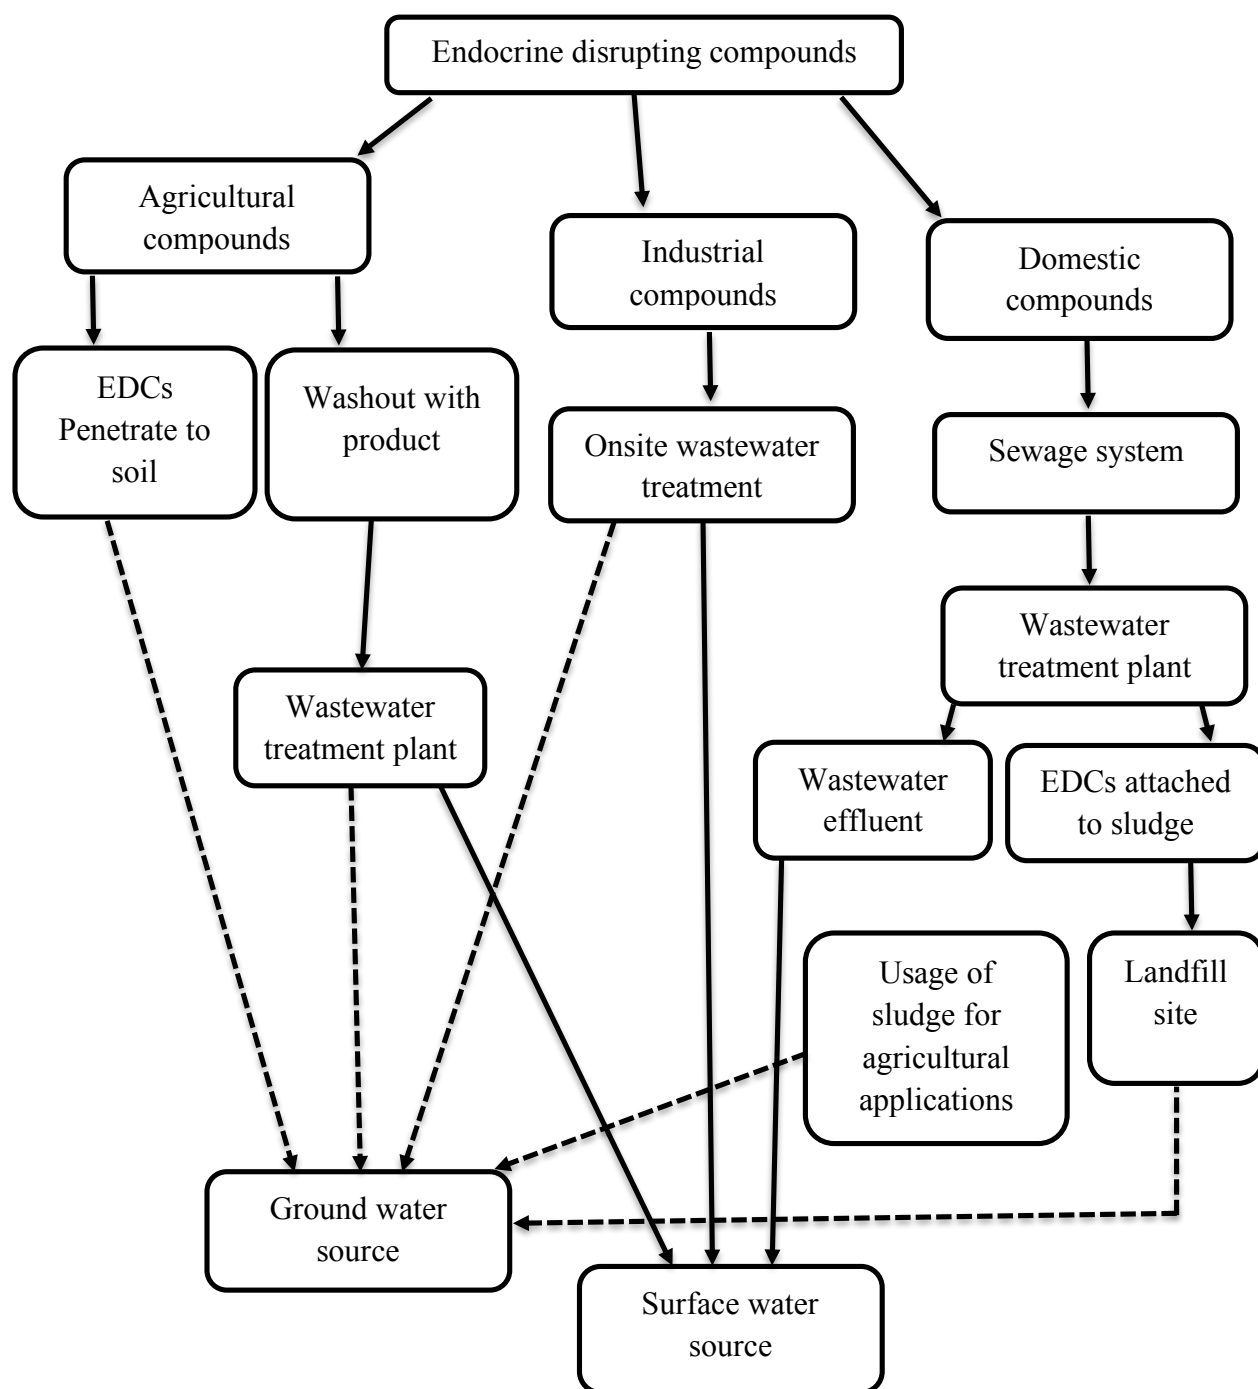 Endocrine disrupting compounds
Agricultural
compounds
Industrial
compounds
Domestic
compounds
EDCs
Penetrate to
soil
Washout with
product
Onsite wastewater
treatment
Sewage system
Wastewater
treatment plant
Wastewater
treatment plant
Wastewater
effluent
EDCs attached
to sludge
Usage of
sludge for
agricultural
applications
Landfill
site
Ground water
source
Surface water
source